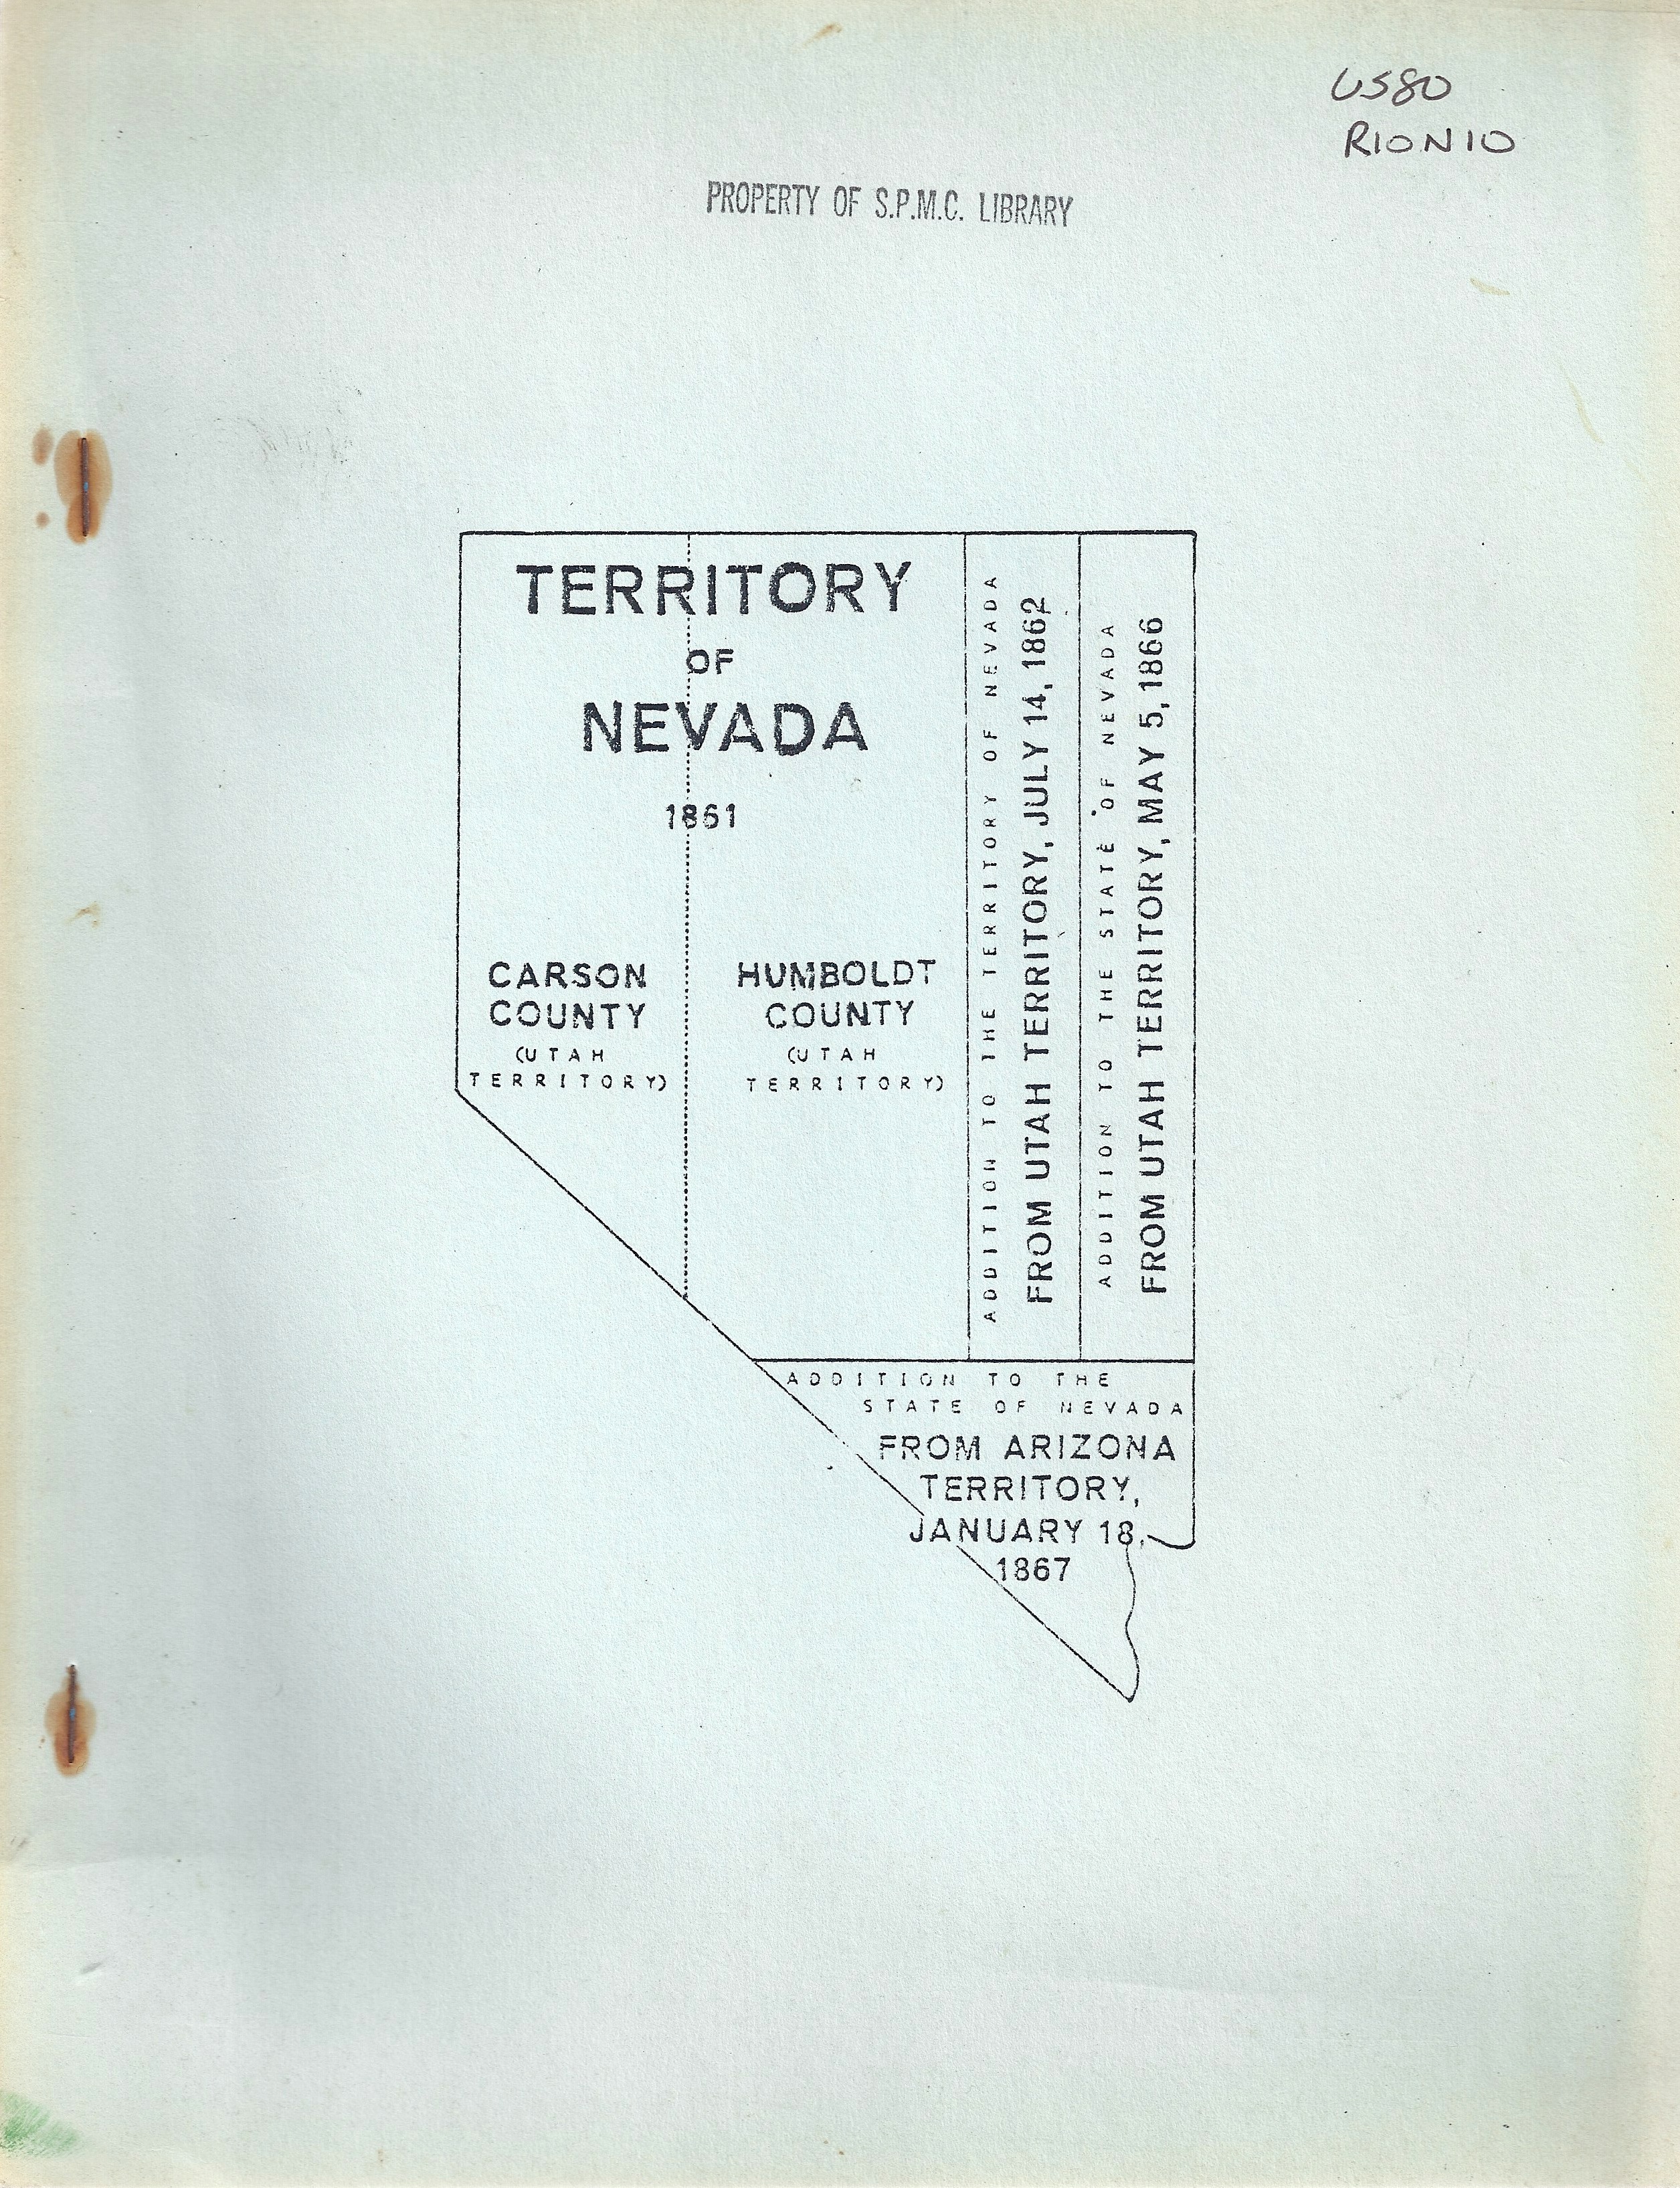 US80
R10N10
PROPERTY OF S.P.M.C. LIBRARY
TERRITORY
OF
NEVADA
1861
CARSON
COUNTY
(UTAH
TERRITORY)
HUMBOLDT
COUNTY
(UTAH
TERRITORY)
ADDITION TO THE TERRITORY OF NEVADA
FROM UTAH TERRITORY, JULY 14, 1862
ADDITION TO THE STATE OF NEVADA
FROM UTAH TERRITORY, MAY 5, 1866
ADDITION TO THE
STATE OF NEVADA
FROM ARIZONA
TERRITORY,
JANUARY 18,
1867